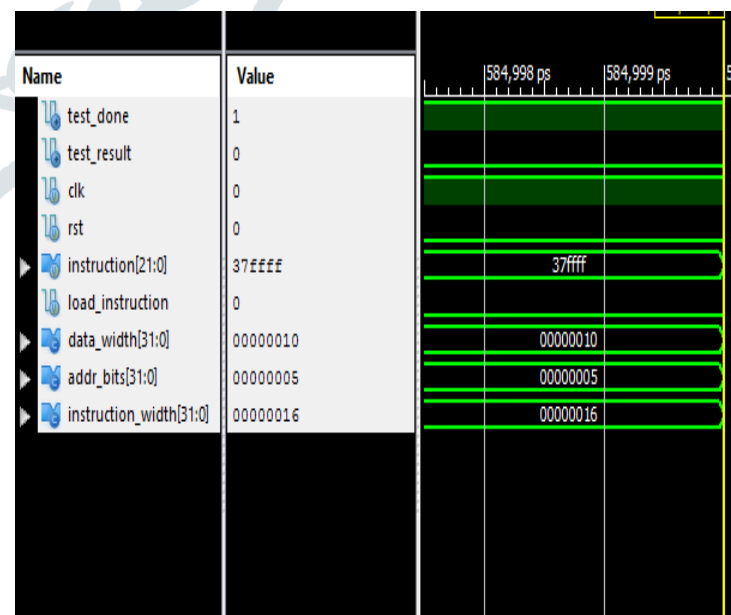 Name Value 584,998 ps 584,999 ps 5
test_done 1
test_result 0
clk 0
rst 0
instruction[21:0] 37ffff 37ffff
load_instruction 0
data_width[31:0] 00000010 00000010
addr_bits[31:0] 00000005 00000005
instruction_width[31:0] 00000016 00000016